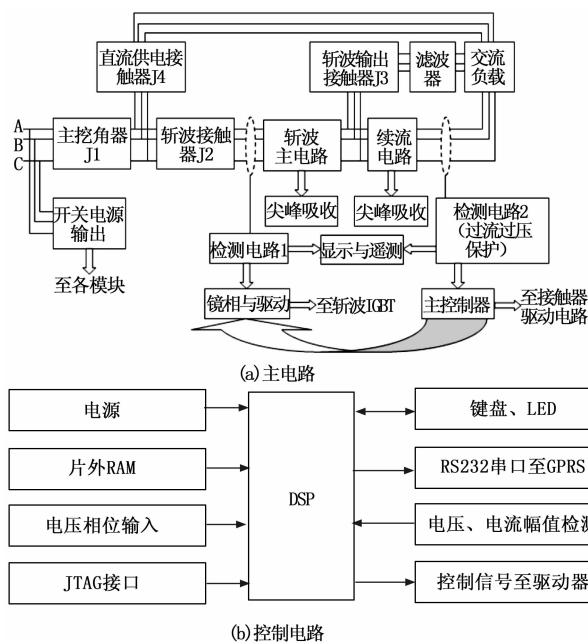 直流供电接
触器J4
斩波输出
接触器J3
滤波
器
交流
负载
A
B
C
主挖角器
J1
斩波接触
器J2
斩波
主电路
续流
电路
尖峰吸收
尖峰吸收
开关电源
输出
检测电路1
显示与遥测
检测电路2
(过流过压
保护)
至各模块
镜相与驱动
至斩波IGBT
主控制器
至接触器
驱动电路
(a)主电路
电源
片外RAM
电压相位输入
JTAG接口
DSP
键盘、LED
RS232串口至GPRS
电压、电流幅值检测
控制信号至驱动器
(b)控制电路